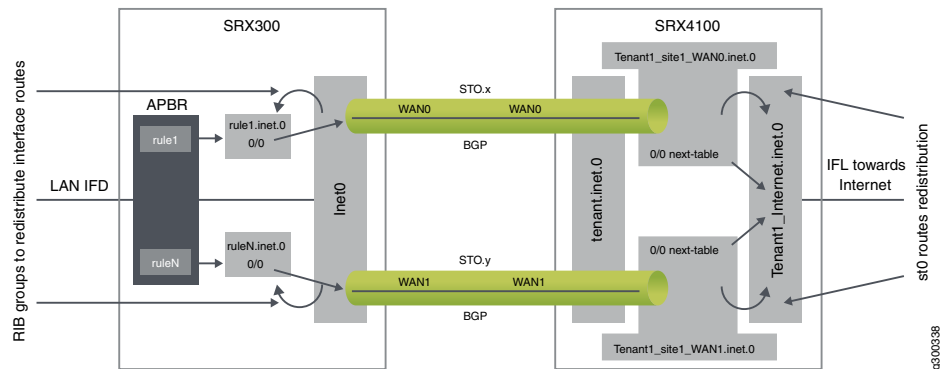 SRX300
SRX4100
RIB groups to redistribute interface routes
LAN IFD
APBR
rule1
ruleN
rule1.inet.0
0/0
ruleN.inet.0
0/0
Inet0
STO.x
WAN0
WAN0
BGP
STO.y
WAN1
WAN1
BGP
tenant.inet.0
Tenant1_site1_WAN0.inet.0
0/0 next-table
0/0 next-table
Tenant1_site1_WAN1.inet.0
Tenant1_Internet.inet.0
IFL towards
Internet
st0 routes redistribution
g300338